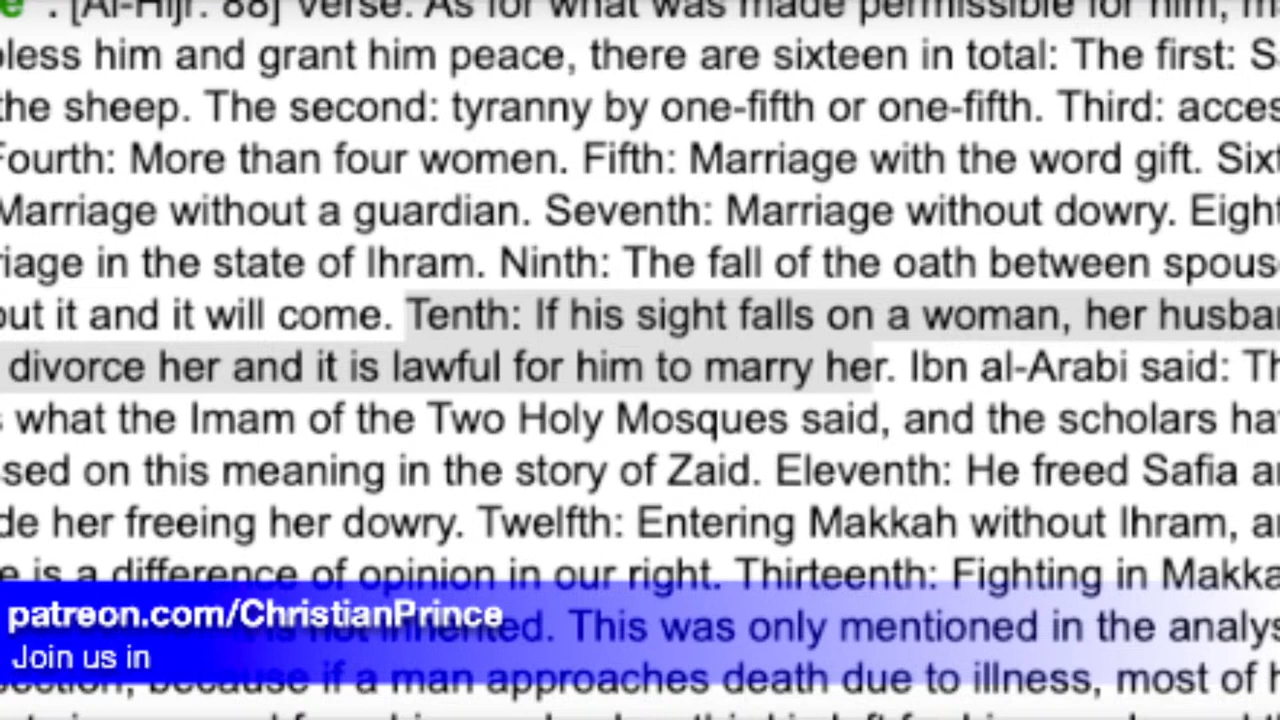 . [Al-Hijr: 88] verse. As for what was made permissible for him, m
bless him and grant him peace, there are sixteen in total: The first: S
the sheep. The second: tyranny by one-fifth or one-fifth. Third: acces
Fourth: More than four women. Fifth: Marriage with the word gift. Sixt
Marriage without a guardian. Seventh: Marriage without dowry. Eight
riage in the state of Ihram. Ninth: The fall of the oath between spous
out it and it will come. Tenth: If his sight falls on a woman, her husba
divorce her and it is lawful for him to marry her. Ibn al-Arabi said: Th
s what the Imam of the Two Holy Mosques said, and the scholars ha
ssed on this meaning in the story of Zaid. Eleventh: He freed Safia a
de her freeing her dowry. Twelfth: Entering Makkah without Ihram, a
e is a difference of opinion in our right. Thirteenth: Fighting in Makka
is not inherited. This was only mentioned in the analys
because if a man approaches death due to illness, most of h
patreon.com/ChristianPrince
Join us in